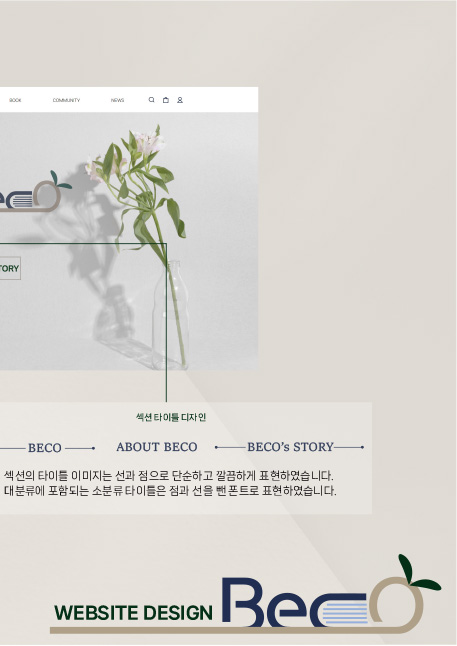 BOOK COMMUNITY NEWS
TORY
섹션 타이틀 디자인
BECO ABOUT BECO BECO's STORY
섹션의 타이틀 이미지는 선과 점으로 단순하고 깔끔하게 표현하였습니다.
대분류에 포함되는 소분류 타이틀은 점과 선을 뺀 폰트로 표현하였습니다.
WEBSITE DESIGN Beco